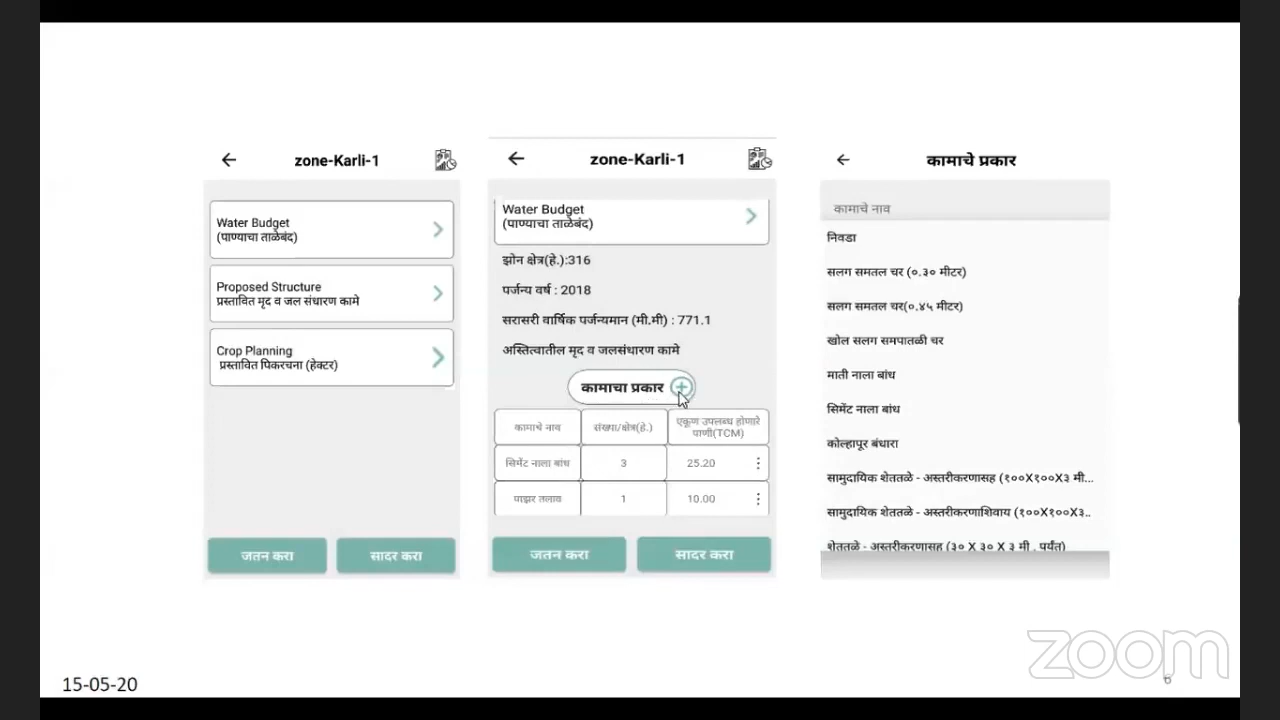 zone-Karli-1
Water Budget
(पाण्याचा ताळेबंद)
Proposed Structure
प्रस्तावित मृद व जल संधारण कामे
Crop Planning
प्रस्तावित पिकरचना (हेक्टर)
जतन करा
सादर करा
zone-Karli-1
Water Budget
(पाण्याचा ताळेबंद)
झोन क्षेत्र(हे.):316
पर्जन्य वर्ष : 2018
सरासरी वार्षिक पर्जन्यमान (मी.मी) : 771.1
अस्तित्वातील मृद व जलसंधारण कामे
कामाचा प्रकार
कामाचे नाव संख्या/क्षेत्र(हे.) एकूण उपलब्ध होणारे
पाणी(TCM)
सिमेंट नाला बांध 3 25.20
पाझर तलाव 1 10.00
जतन करा
सादर करा
कामाचे प्रकार
कामाचे नाव
निवडा
सलग समतल चर (०.३० मीटर)
सलग समतल चर(०.४५ मीटर)
खोल सलग समपातळी चर
माती नाला बांध
सिमेंट नाला बांध
कोल्हापूर बंधारा
सामुदायिक शेततळे - अस्तरीकरणासह (१००X१००X३ मी...
सामुदायिक शेततळे - अस्तरीकरणाशिवाय (१००X१००X३..
शेततळे - अस्तरीकरणासह (३० X ३० X ३ मी . पर्यंत)
zoom
15-05-20
6